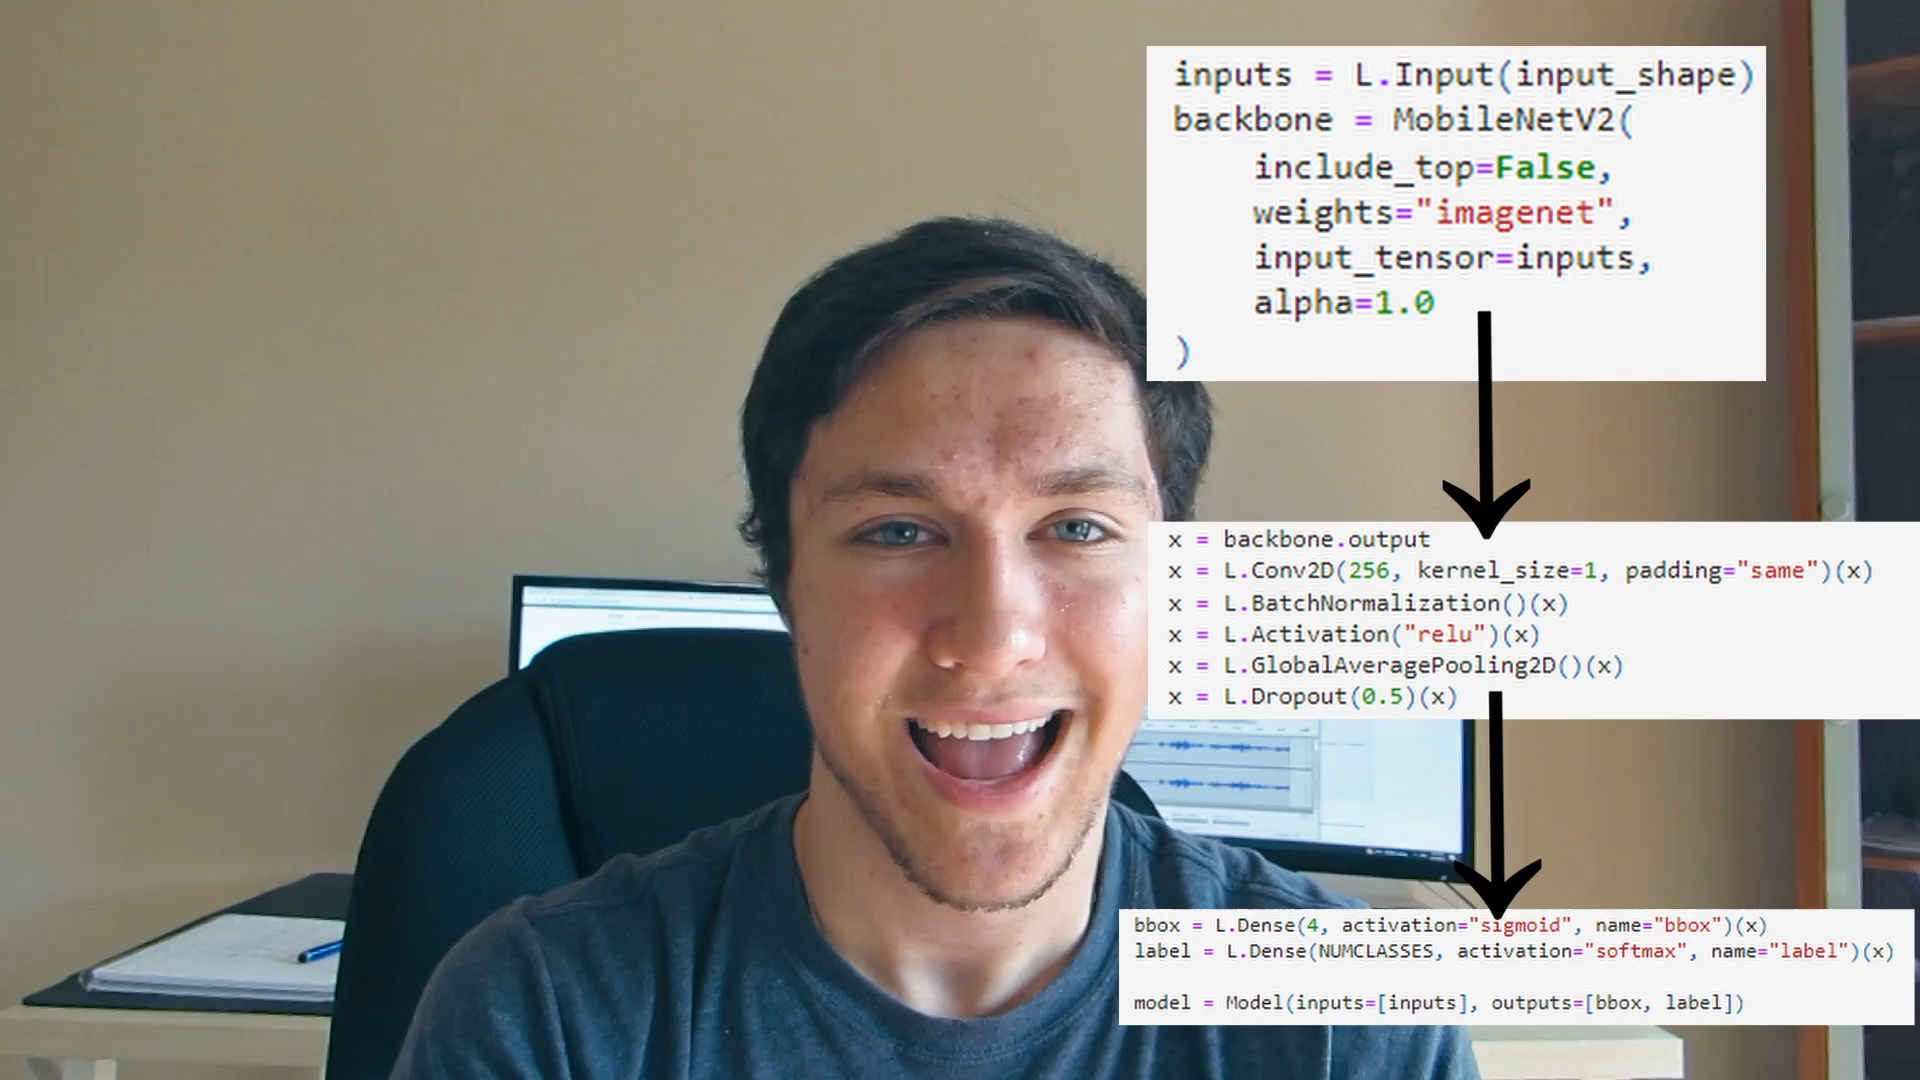 inputs = L.Input(input_shape)
backbone = MobileNetV2(
    include_top=False,
    weights="imagenet",
    input_tensor=inputs,
    alpha=1.0
)
x = backbone.output
x = L.Conv2D(256, kernel_size=1, padding="same")(x)
x = L.BatchNormalization()(x)
x = L.Activation("relu")(x)
x = L.GlobalAveragePooling2D()(x)
x = L.Dropout(0.5)(x)
bbox = L.Dense(4, activation="sigmoid", name="bbox")(x)
label = L.Dense(NUMCLASSES, activation="softmax", name="label")(x)
model = Model(inputs=[inputs], outputs=[bbox, label])